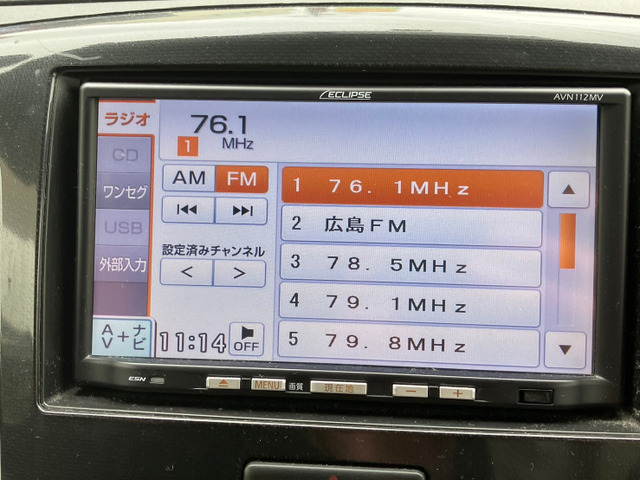 ECLIPSE
AVN112MV
ラジオ
76.1
1 MHz
CD
AM FM
ワンセグ
USB
設定済みチャンネル
外部入力
< >
AV + ナビ
11:14
OFF
1 76.1MHz
2 広島FM
3 78.5MHz
4 79.1MHz
5 79.8MHz
ESN
MENU 画質 現在地 − +